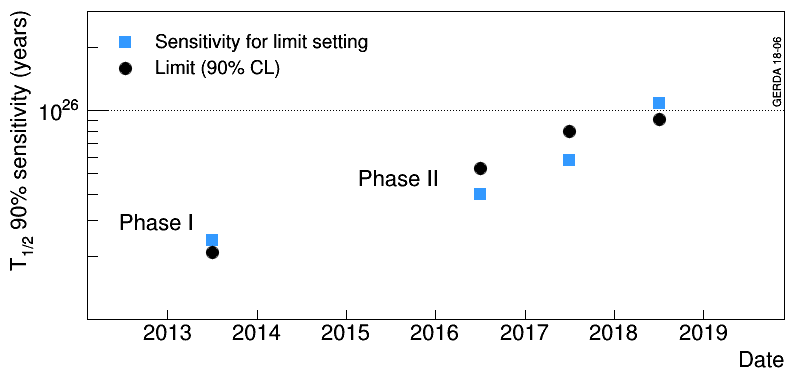 Sensitivity for limit setting
Limit (90% CL)
GERDA 18-06
T1/2 90% sensitivity (years)
10^26
Phase II
Phase I
2013 2014 2015 2016 2017 2018 2019
Date